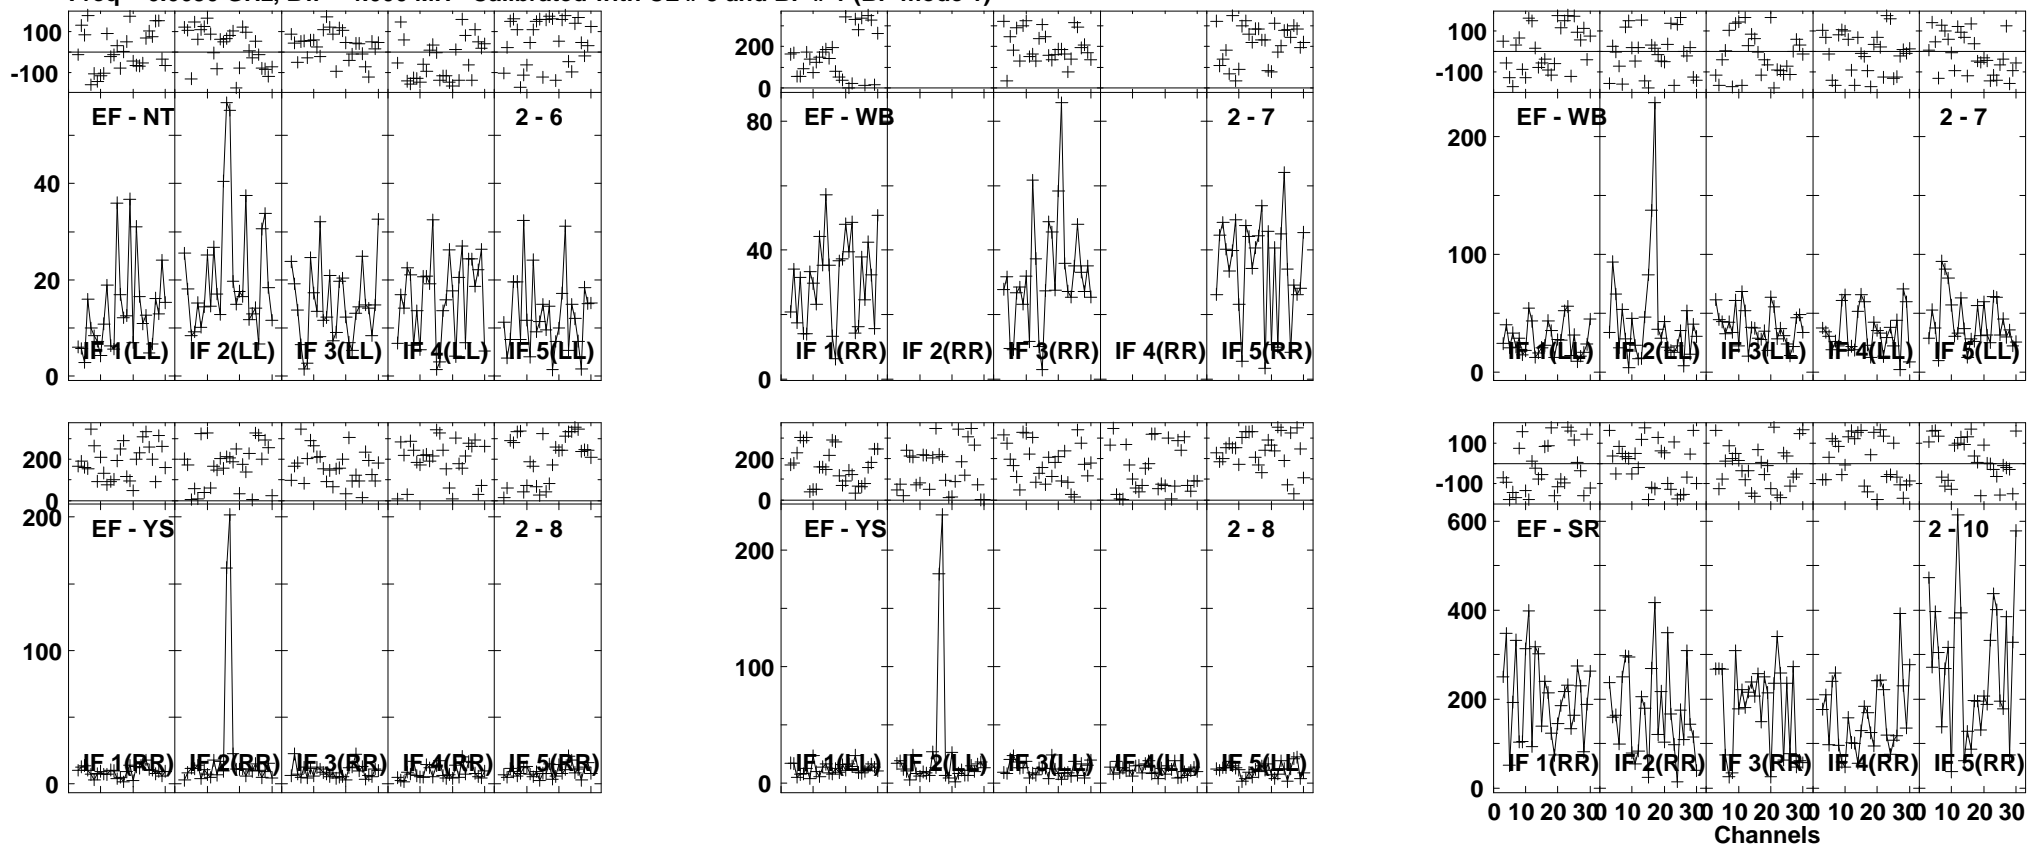 100
-100
EF - NT
2 - 6
40
20
0
IF 1(LL)
IF 2(LL)
IF 3(LL)
IF 4(LL)
IF 5(LL)
200
0
EF - WB
2 - 7
80
40
0
IF 1(RR)
IF 2(RR)
IF 3(RR)
IF 4(RR)
IF 5(RR)
100
-100
EF - WB
2 - 7
200
100
0
IF 1(LL)
IF 2(LL)
IF 3(LL)
IF 4(LL)
IF 5(LL)
200
0
EF - YS
2 - 8
200
100
0
IF 1(RR)
IF 2(RR)
IF 3(RR)
IF 4(RR)
IF 5(RR)
200
0
EF - YS
2 - 8
200
100
0
IF 1(LL)
IF 2(LL)
IF 3(LL)
IF 4(LL)
IF 5(LL)
100
-100
EF - SR
2 - 10
600
400
200
0
IF 1(RR)
IF 2(RR)
IF 3(RR)
IF 4(RR)
IF 5(RR)
0 10 20 30 0 10 20 30 0 10 20 30 0 10 20 30 0 10 20 30
Channels